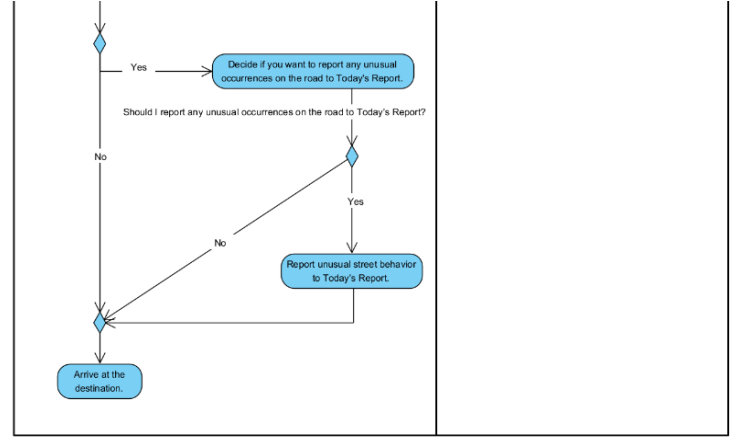 Yes
Decide if you want to report any unusual
occurrences on the road to Today's Report.
Should I report any unusual occurrences on the road to Today's Report?
No
Yes
No
Report unusual street behavior
to Today's Report.
Arrive at the
destination.